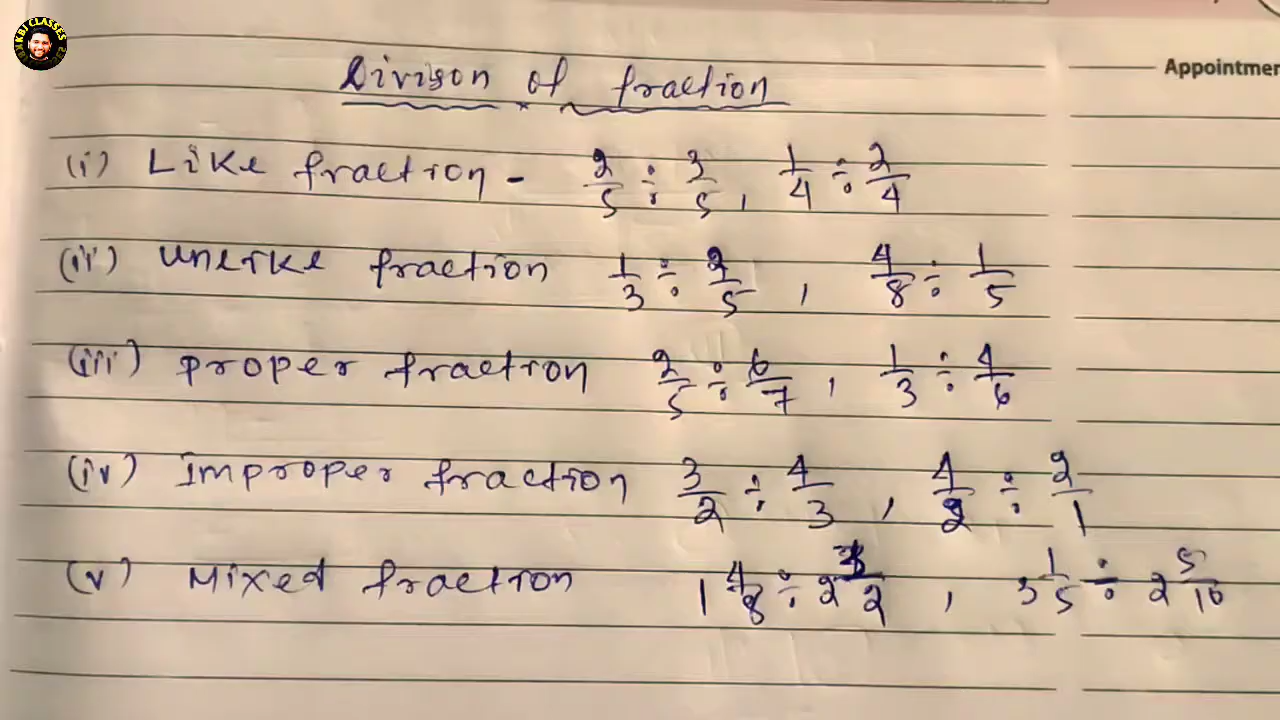 KBJ CLASSES
Appointmen
Divison of fraction
(i) Like fraction - 2/5 ÷ 3/5, 1/4 ÷ 2/4
(ii) unlike fraction 1/3 ÷ 2/5, 4/8 ÷ 1/5
(iii) proper fraction 2/5 ÷ 6/7, 1/3 ÷ 4/6
(iv) Improper fraction 3/2 ÷ 4/3, 4/2 ÷ 2/1
(v) Mixed fraction 1 4/8 ÷ 2 /2, 3 1/5 ÷ 2 5/10